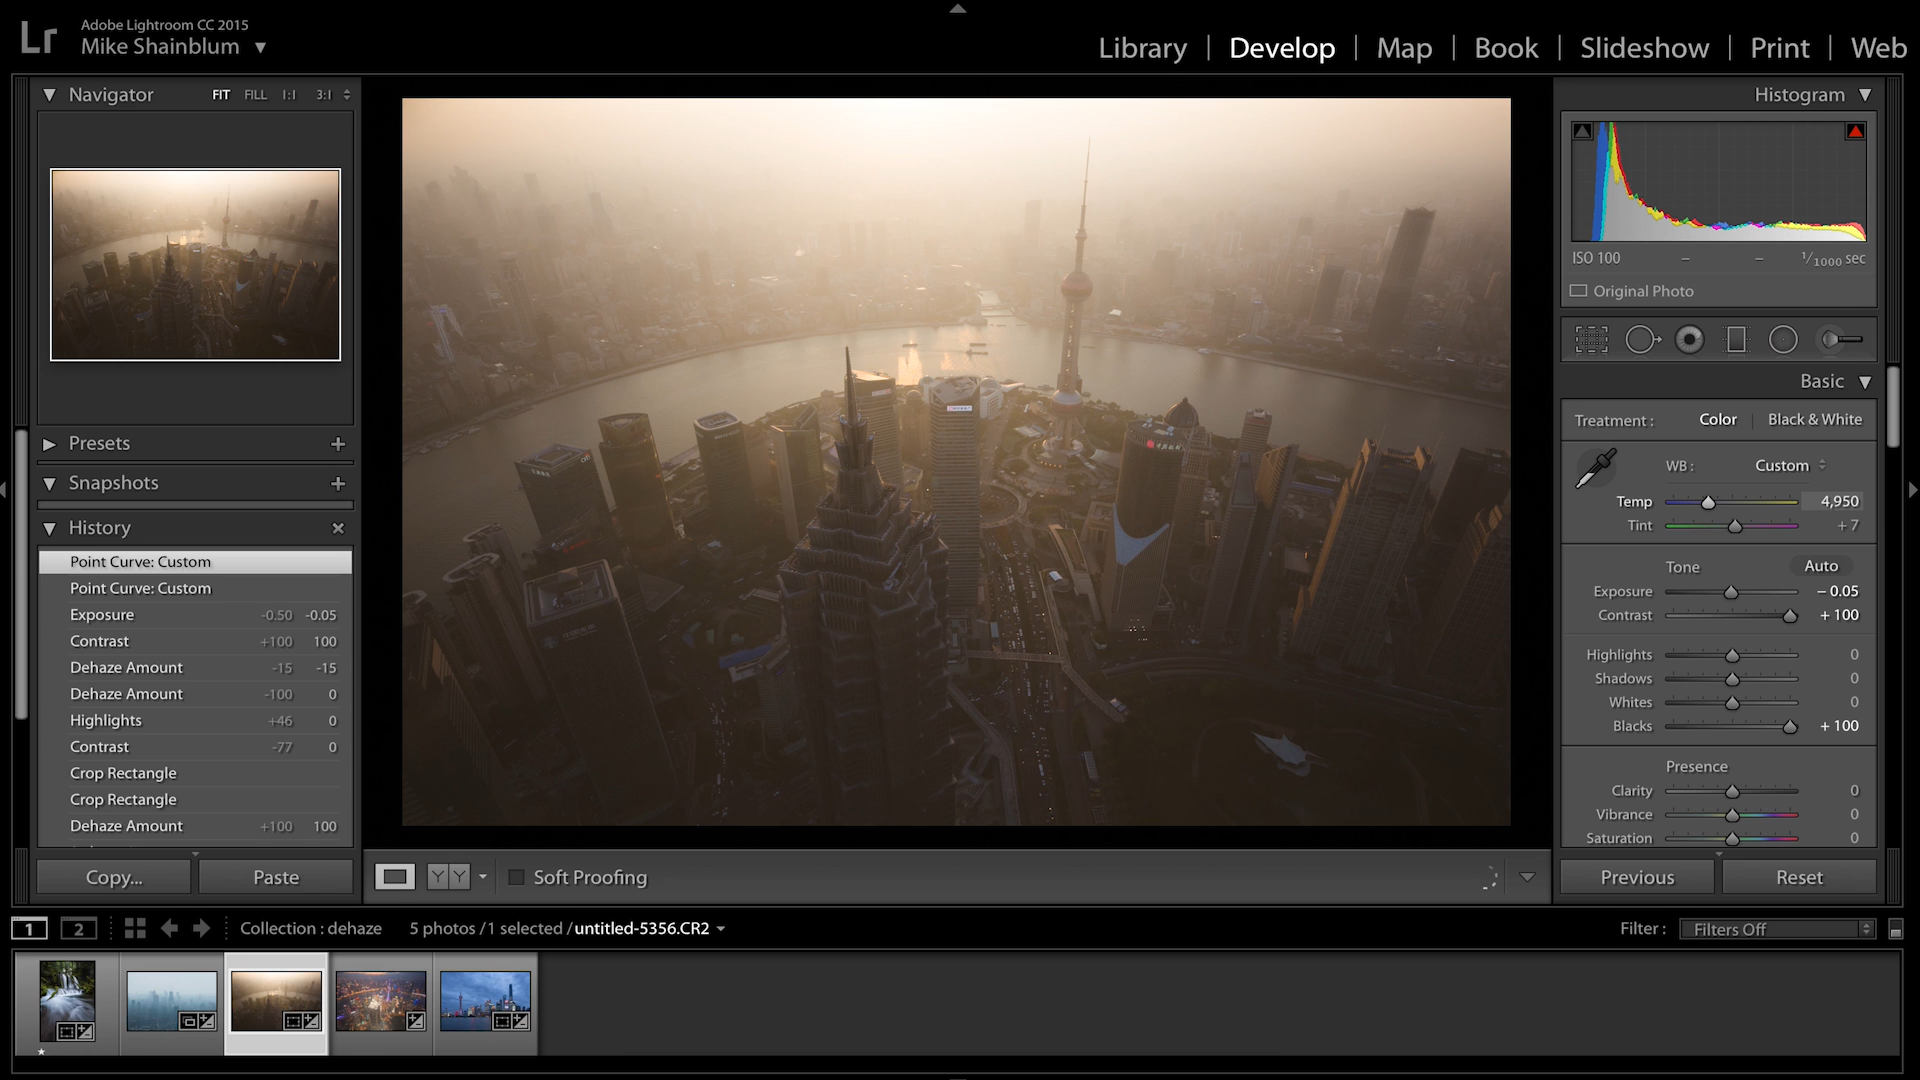 Lr
Adobe Lightroom CC 2015
Mike Shainblum
Library | Develop | Map | Book | Slideshow | Print | Web
Navigator FIT FILL 1:1 3:1
Presets +
Snapshots +
History ×
Point Curve: Custom
Point Curve: Custom
Exposure -0.50 -0.05
Contrast +100 100
Dehaze Amount -15 -15
Dehaze Amount -100 0
Highlights +46 0
Contrast -77 0
Crop Rectangle
Crop Rectangle
Dehaze Amount +100 100
Copy... Paste
YY Soft Proofing
Histogram
ISO 100 – – 1/1000 sec
Original Photo
Basic
Treatment : Color | Black & White
WB : Custom
Temp 4,950
Tint + 7
Tone Auto
Exposure – 0.05
Contrast + 100
Highlights 0
Shadows 0
Whites 0
Blacks + 100
Presence
Clarity 0
Vibrance 0
Saturation 0
Previous Reset
1 2 Collection : dehaze 5 photos / 1 selected / untitled-5356.CR2 Filter : Filters Off